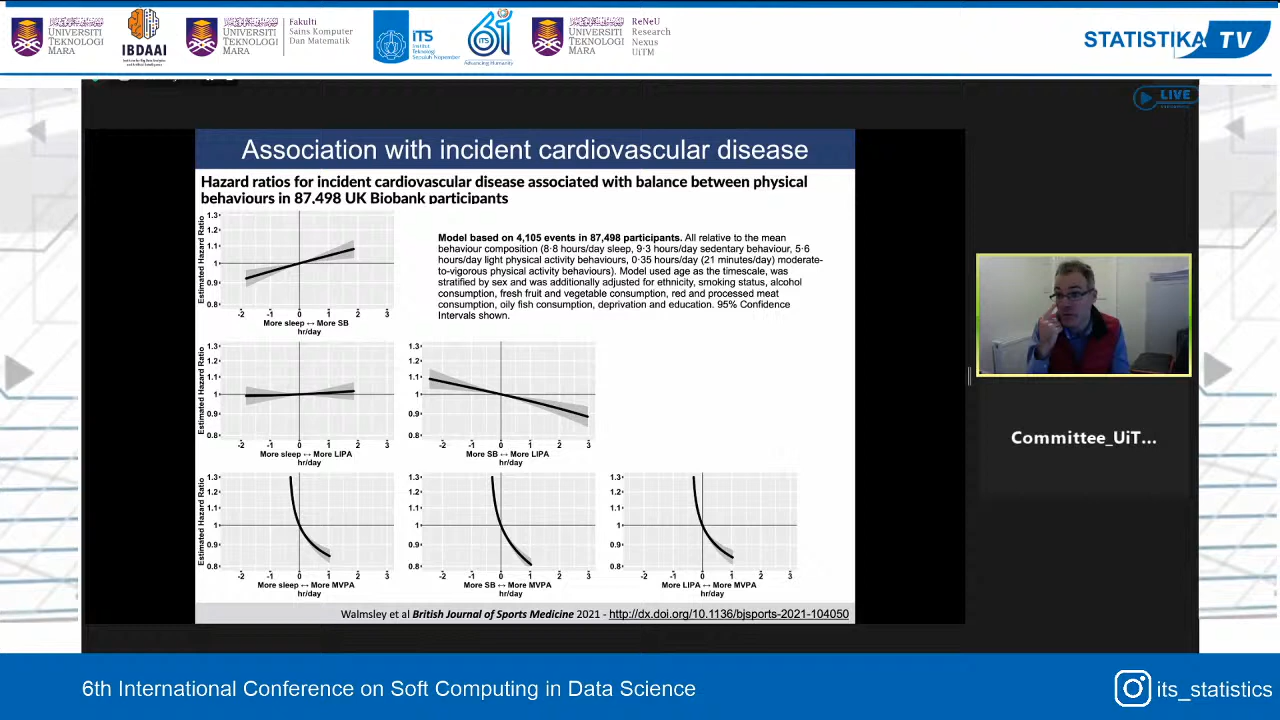 UNIVERSITI
TEKNOLOGI
MARA
IBDAAI
UNIVERSITI
TEKNOLOGI
MARA
Fakulti
Sains Komputer
Dan Matematik
ITS
Institut
Teknologi
Sepuluh Nopember
ITS
Advancing Humanity
UNIVERSITI
TEKNOLOGI
MARA
ReNeU
Research
Nexus
UiTM
STATISTIKA TV
LIVE
Association with incident cardiovascular disease
Hazard ratios for incident cardiovascular disease associated with balance between physical
behaviours in 87,498 UK Biobank participants
Model based on 4,105 events in 87,498 participants. All relative to the mean
behaviour composition (8·8 hours/day sleep, 9·3 hours/day sedentary behaviour, 5·6
hours/day light physical activity behaviours, 0·35 hours/day (21 minutes/day) moderate-
to-vigorous physical activity behaviours). Model used age as the timescale, was
stratified by sex and was additionally adjusted for ethnicity, smoking status, alcohol
consumption, fresh fruit and vegetable consumption, red and processed meat
consumption, oily fish consumption, deprivation and education. 95% Confidence
Intervals shown.
Estimated Hazard Ratio
1.3
1.2
1.1
1
0.9
0.8
-2 -1 0 1 2 3
More sleep ↔ More SB
hr/day
Estimated Hazard Ratio
1.3
1.2
1.1
1
0.9
0.8
-2 -1 0 1 2 3
More sleep ↔ More LIPA
hr/day
1.3
1.2
1.1
1
0.9
0.8
-2 -1 0 1 2 3
More SB ↔ More LIPA
hr/day
Estimated Hazard Ratio
1.3
1.2
1.1
1
0.9
0.8
-2 -1 0 1 2 3
More sleep ↔ More MVPA
hr/day
1.3
1.2
1.1
1
0.9
0.8
-2 -1 0 1 2 3
More SB ↔ More MVPA
hr/day
1.3
1.2
1.1
1
0.9
0.8
-2 -1 0 1 2 3
More LIPA ↔ More MVPA
hr/day
Walmsley et al British Journal of Sports Medicine 2021 - http://dx.doi.org/10.1136/bjsports-2021-104050
Committee_UiT...
6th International Conference on Soft Computing in Data Science
its_statistics